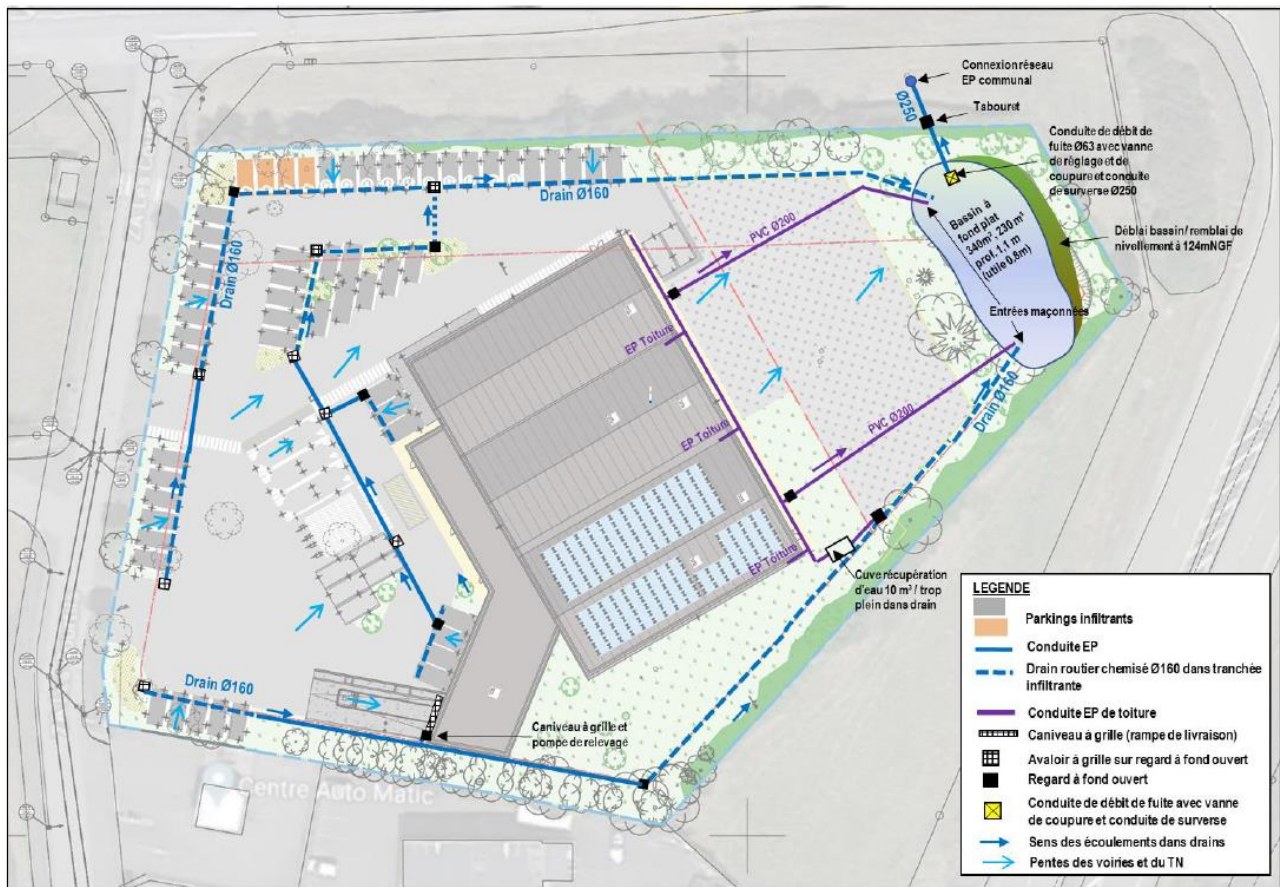 Connexion réseau
EP communal
Ø250
Tabouret
Conduite de débit de
fuite Ø63 avec vanne
de réglage et de
coupure et conduite
de surverse Ø250
Drain Ø160
PVC Ø200
Bassin à
fond plat
340m², 230 m³
prof. 1.1 m
(utile 0.8m)
Déblai bassin/ remblai de
nivellement à 124mNGF
Drain Ø160
Entrées maçonnées
EP Toiture
Drain Ø160
PVC Ø200
EP Toiture
EP Toiture
Cuve récupération
d'eau 10 m³ / trop
plein dans drain
Drain Ø160
Caniveau à grille et
pompe de relevage
Centre Auto Matic
LEGENDE
Parkings infiltrants
Conduite EP
Drain routier chemisé Ø160 dans tranchée
infiltrante
Conduite EP de toiture
Caniveau à grille (rampe de livraison)
Avaloir à grille sur regard à fond ouvert
Regard à fond ouvert
Conduite de débit de fuite avec vanne
de coupure et conduite de surverse
Sens des écoulements dans drains
Pentes des voiries et du TN